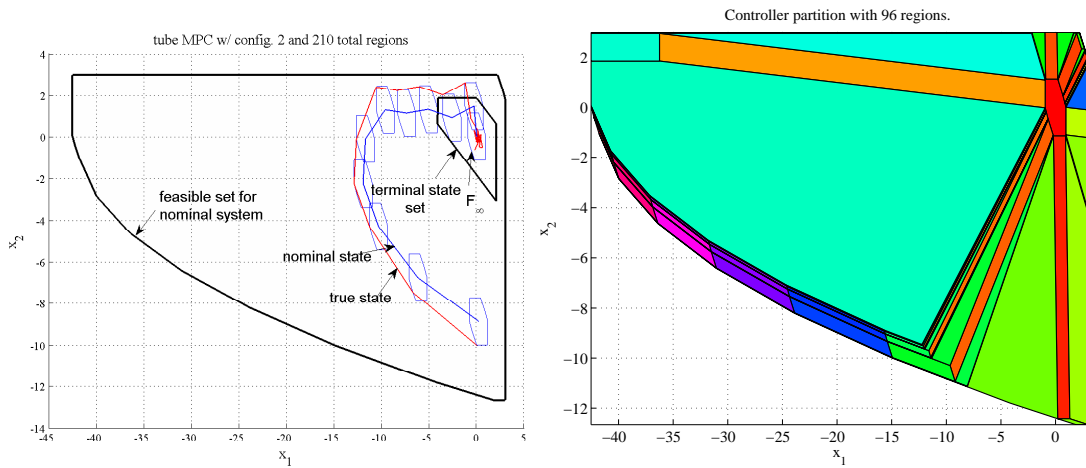 tube MPC w/ config. 2 and 210 total regions
4
2
0
-2
-4
-6
-8
-10
-12
-14
x2
-45
-40
-35
-30
-25
-20
-15
-10
-5
0
5
x1
feasible set for
nominal system
terminal state
set
F∞
nominal state
true state
Controller partition with 96 regions.
2
0
−2
−4
−6
−8
−10
−12
x2
−40
−35
−30
−25
−20
−15
−10
−5
0
x1